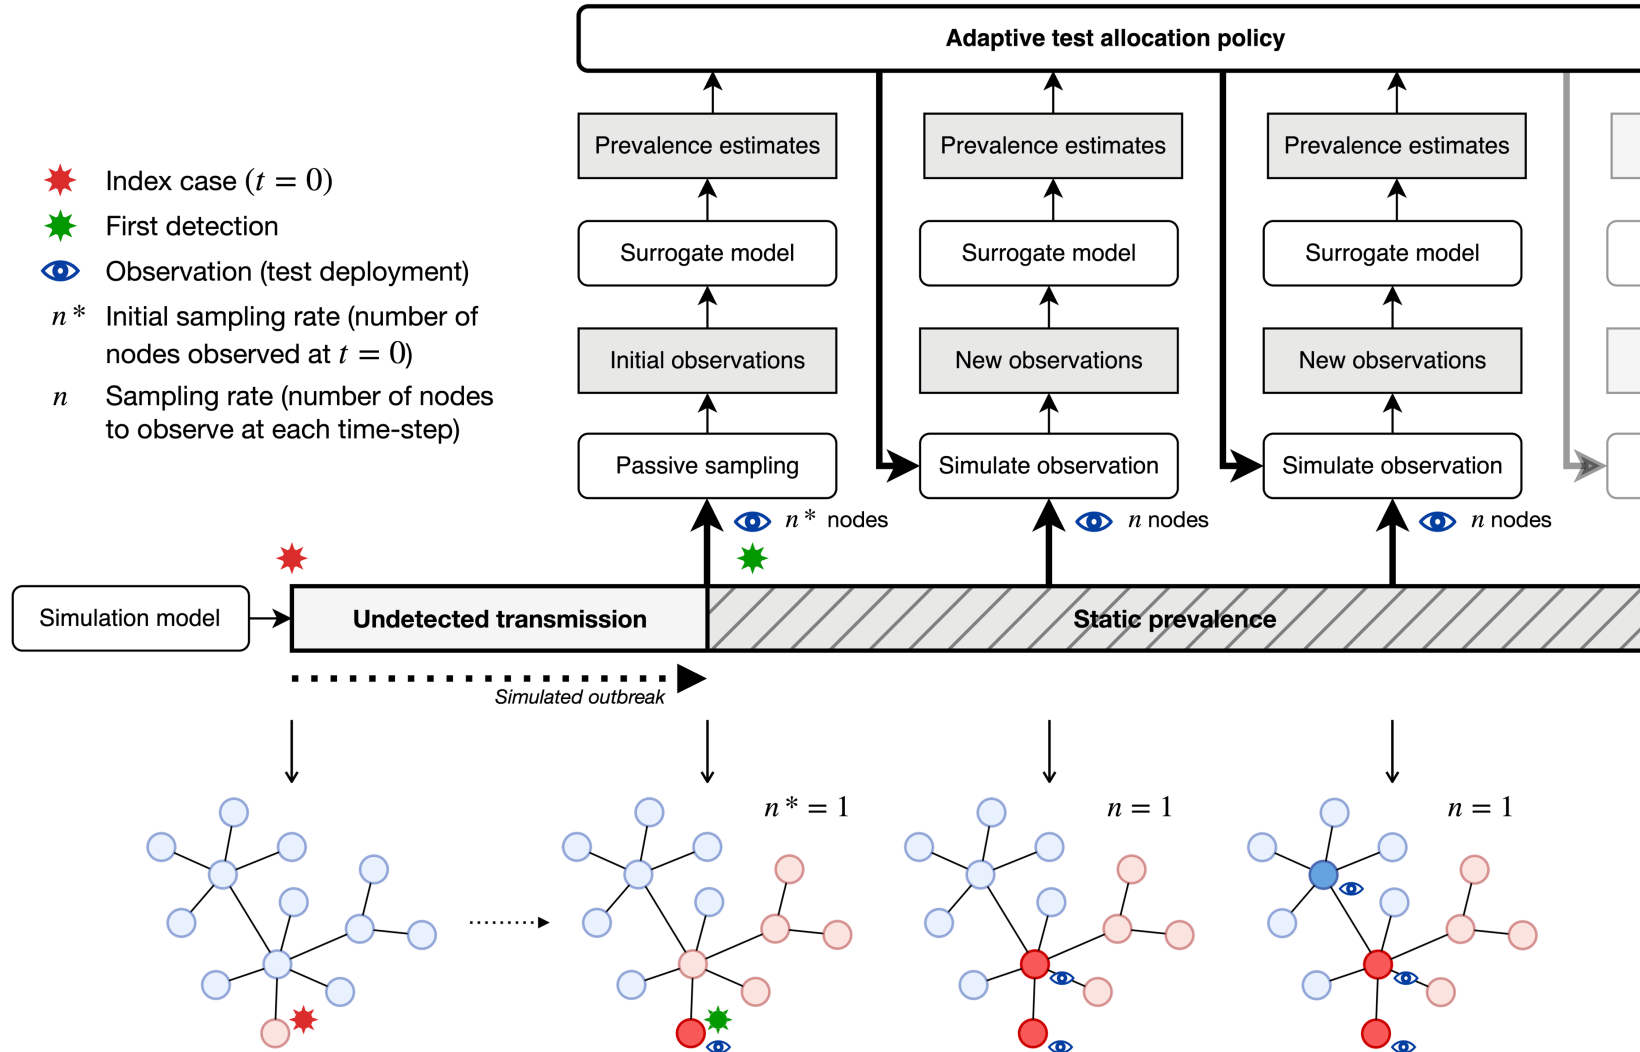 Adaptive test allocation policy
Prevalence estimates
Prevalence estimates
Prevalence estimates
Index case (t = 0)
First detection
Surrogate model
Surrogate model
Surrogate model
Observation (test deployment)
n* Initial sampling rate (number of
nodes observed at t = 0)
Initial observations
New observations
New observations
n Sampling rate (number of nodes
to observe at each time-step)
Passive sampling
Simulate observation
Simulate observation
n* nodes
n nodes
n nodes
Simulation model
Undetected transmission
Static prevalence
Simulated outbreak
n* = 1
n = 1
n = 1